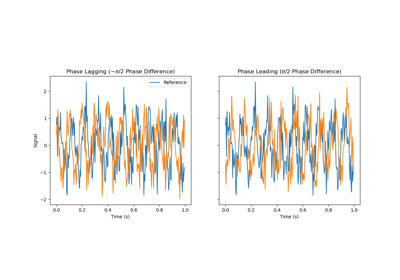 Phase Lagging (−π/2 Phase Difference)
Phase Leading (π/2 Phase Difference)
Reference
Signal
2
1
0
−1
−2
0.0 0.2 0.4 0.6 0.8 1.0
0.0 0.2 0.4 0.6 0.8 1.0
Time (s)
Time (s)